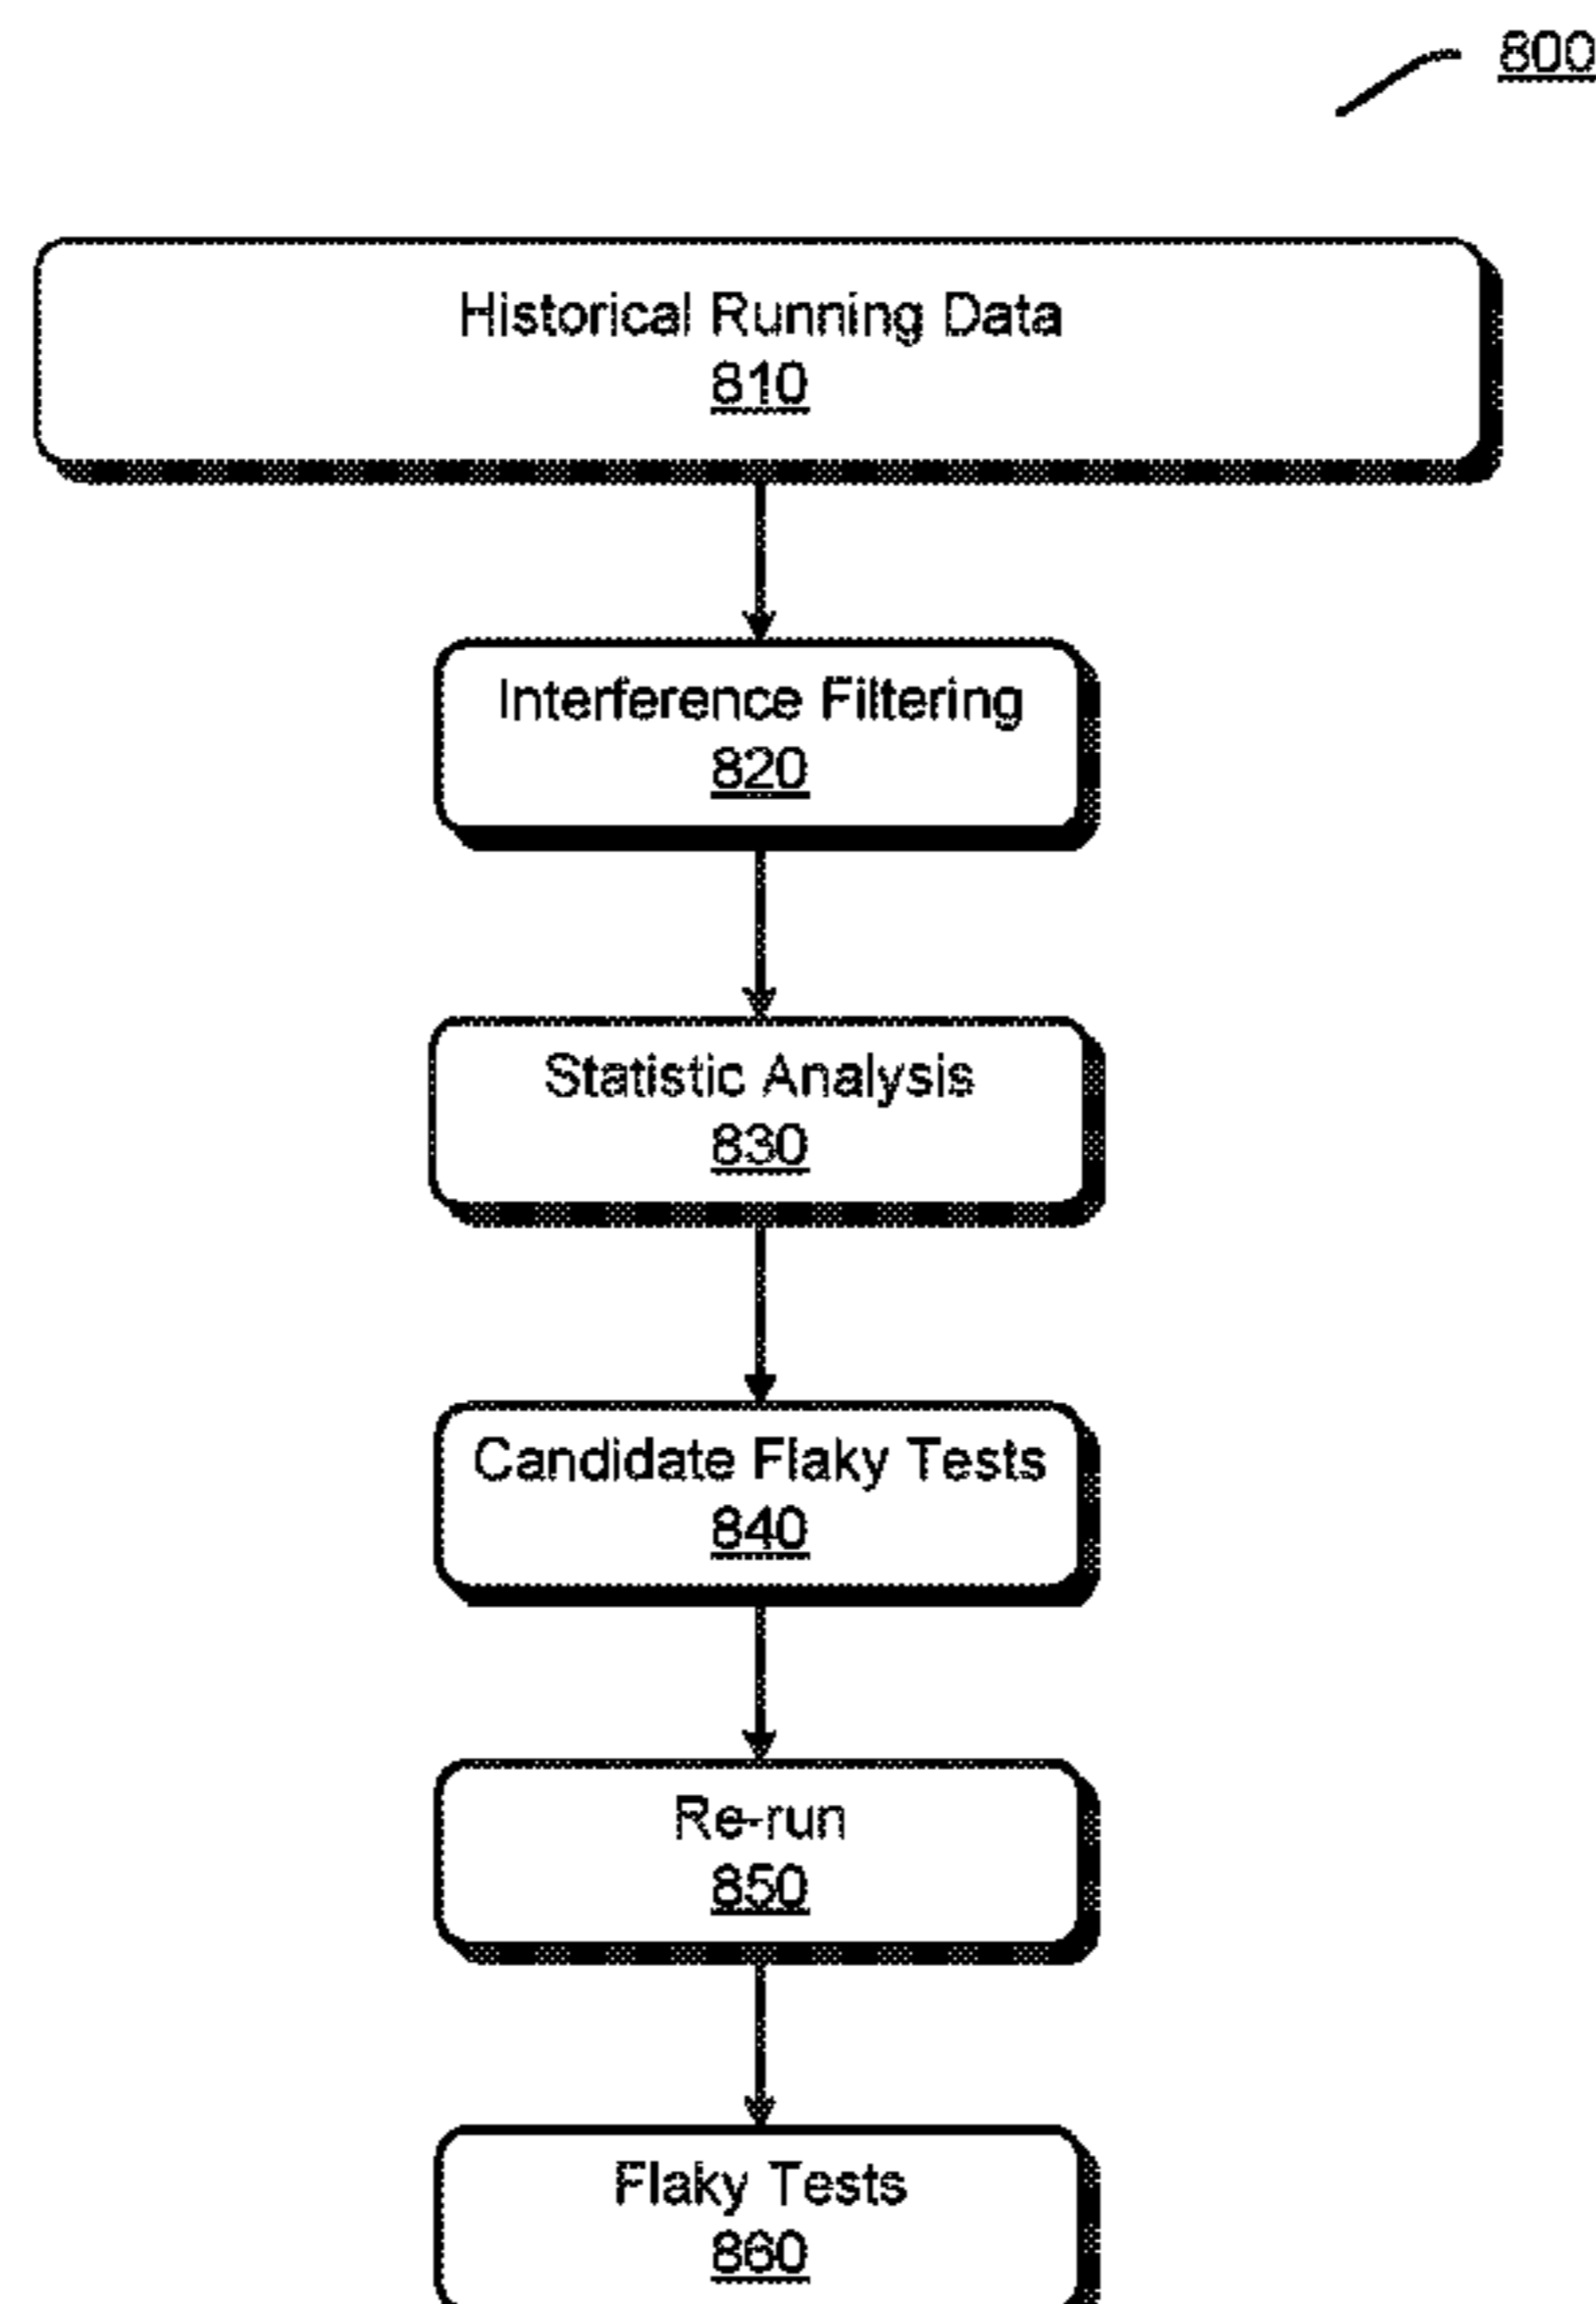 800
Historical Running Data
810
Interference Filtering
820
Statistic Analysis
830
Candidate Flaky Tests
840
Re-run
850
Flaky Tests
860